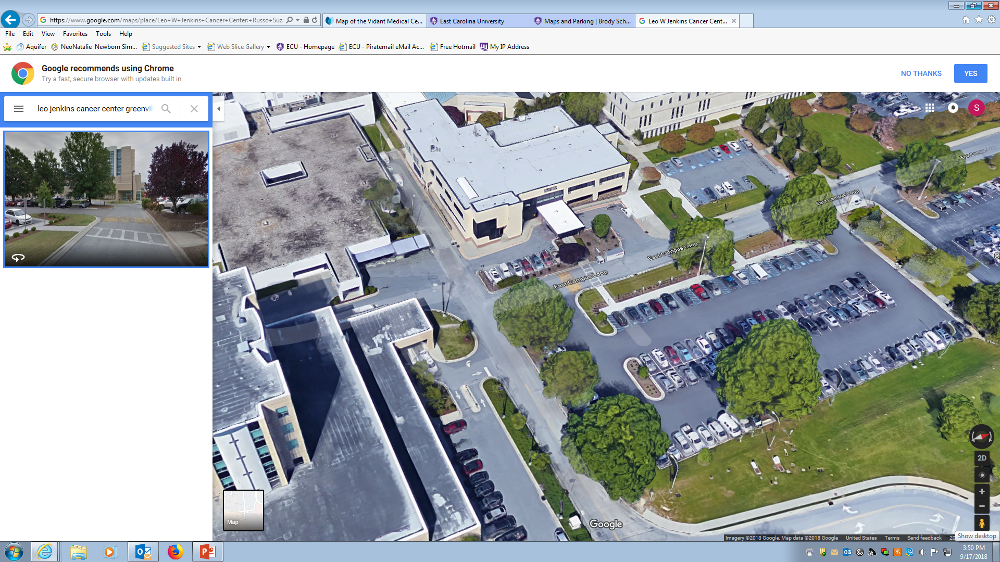 https://www.google.com/maps/place/Leo+W+Jenkins+Cancer+Center:+Russo+Suz
Map of the Vidant Medical Ce...
East Carolina University
Maps and Parking | Brody Sch...
Leo W Jenkins Cancer Cent...
File Edit View Favorites Tools Help
Aquifer NeoNatalie Newborn Sim... Suggested Sites Web Slice Gallery ECU - Homepage ECU - Piratemail eMail Ac... Free Hotmail My IP Address
Google recommends using Chrome
Try a fast, secure browser with updates built in
NO THANKS
YES
leo jenkins cancer center greenvil
S
East Campus Loop
East Campus Loop
East Campus Loop
East Campus
2D
Map
Google
Imagery ©2018 Google, Map data ©2018 Google United States Terms Send feedback 20
Show desktop
3:50 PM
9/17/2018